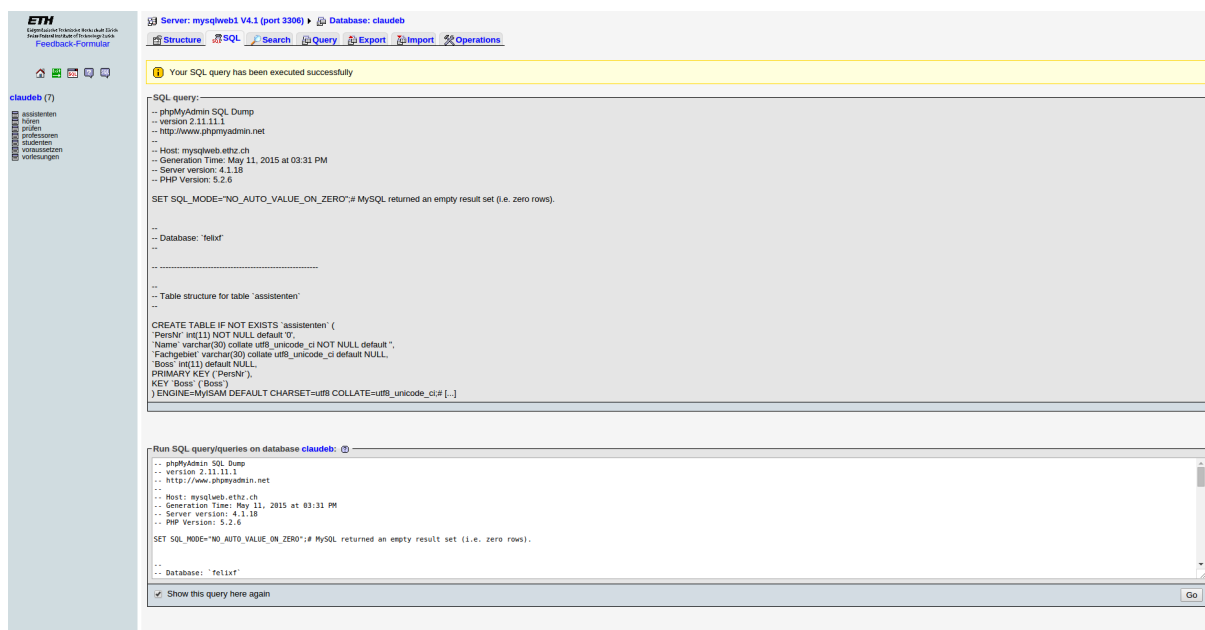 ETH
Eidgenössische Technische Hochschule Zürich
Swiss Federal Institute of Technology Zurich
Feedback-Formular
claudeb (7)
assistenten
hören
prüfen
professoren
studenten
voraussetzen
vorlesungen
Server: mysqlweb1 V4.1 (port 3306) Database: claudeb
Structure SQL Search Query Export Import Operations
Your SQL query has been executed successfully
SQL query:
-- phpMyAdmin SQL Dump
-- version 2.11.11.1
-- http://www.phpmyadmin.net
--
-- Host: mysqlweb.ethz.ch
-- Generation Time: May 11, 2015 at 03:31 PM
-- Server version: 4.1.18
-- PHP Version: 5.2.6
SET SQL_MODE="NO_AUTO_VALUE_ON_ZERO";# MySQL returned an empty result set (i.e. zero rows).
--
-- Database: `felixf`
--
-- --------------------------------------------------------
--
-- Table structure for table `assistenten`
--
CREATE TABLE IF NOT EXISTS `assistenten` (
`PersNr` int(11) NOT NULL default '0',
`Name` varchar(30) collate utf8_unicode_ci NOT NULL default '',
`Fachgebiet` varchar(30) collate utf8_unicode_ci default NULL,
`Boss` int(11) default NULL,
PRIMARY KEY (`PersNr`),
KEY `Boss` (`Boss`)
) ENGINE=MyISAM DEFAULT CHARSET=utf8 COLLATE=utf8_unicode_ci;# [...]
Run SQL query/queries on database claudeb:
-- phpMyAdmin SQL Dump
-- version 2.11.11.1
-- http://www.phpmyadmin.net
--
-- Host: mysqlweb.ethz.ch
-- Generation Time: May 11, 2015 at 03:31 PM
-- Server version: 4.1.18
-- PHP Version: 5.2.6
SET SQL_MODE="NO_AUTO_VALUE_ON_ZERO";# MySQL returned an empty result set (i.e. zero rows).
--
-- Database: `felixf`
Show this query here again
Go